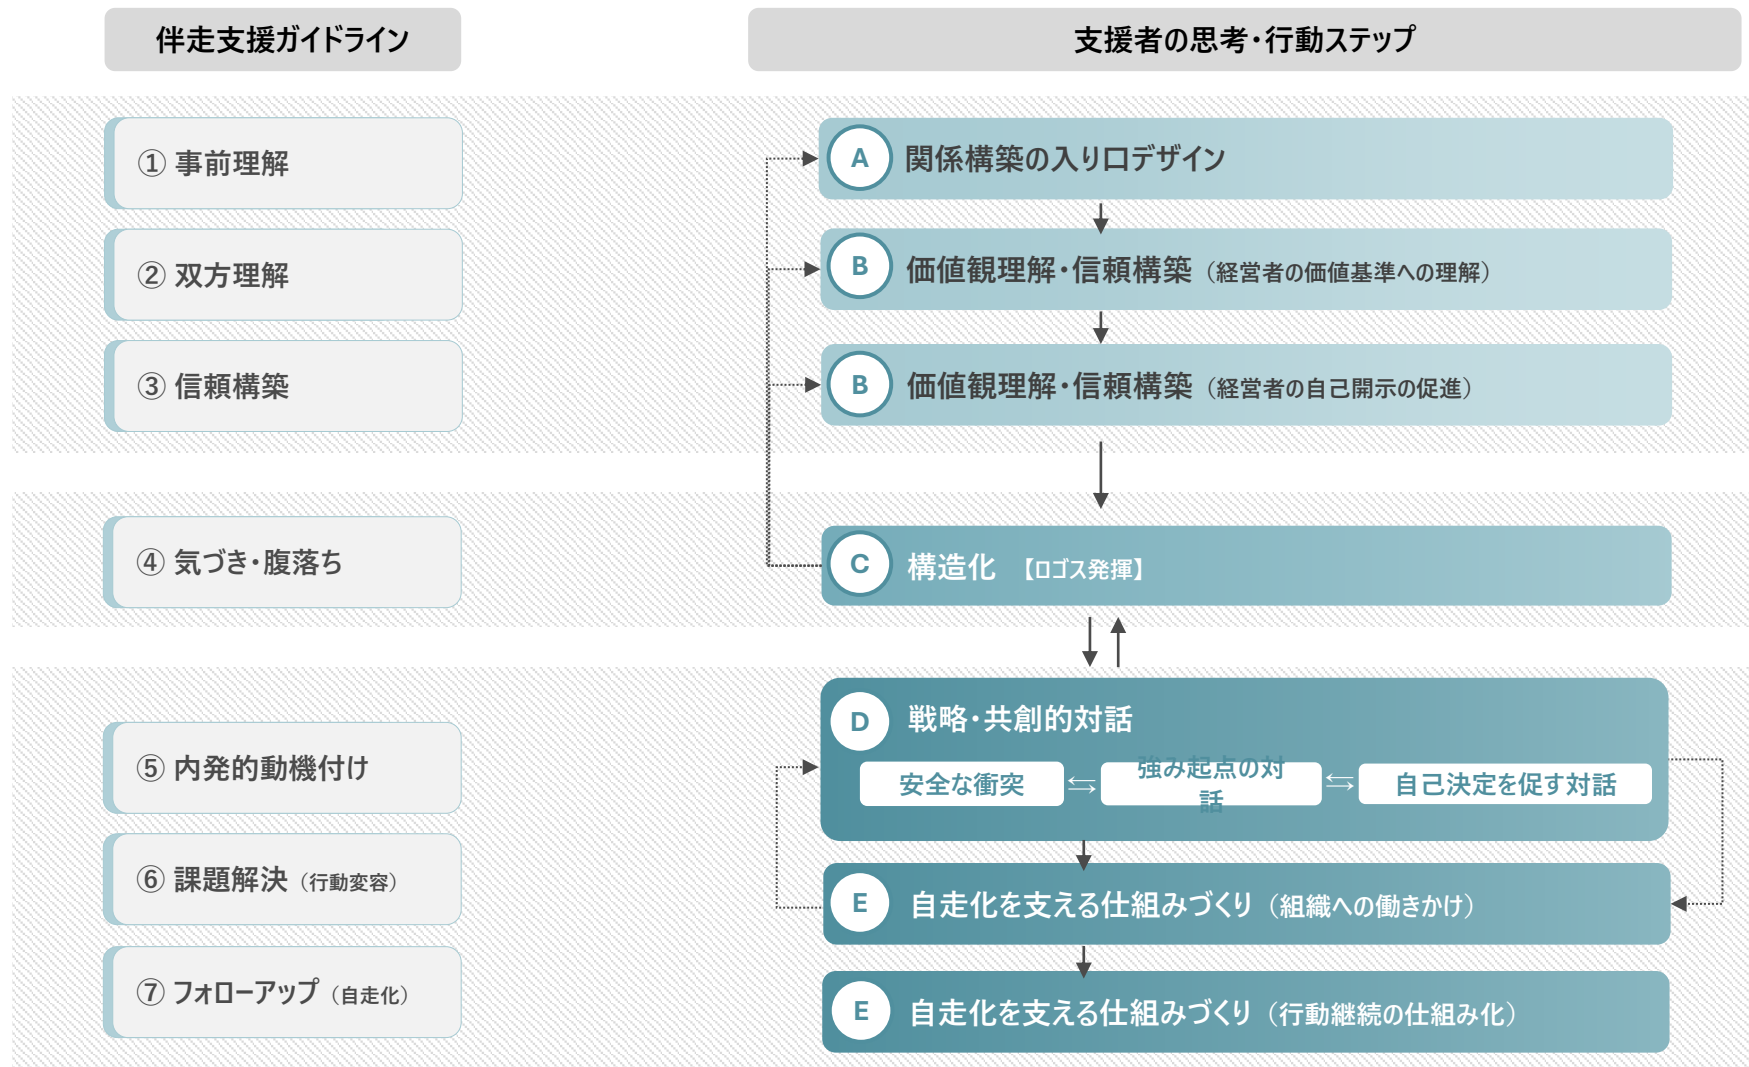 伴走支援ガイドライン
支援者の思考・行動ステップ
① 事前理解
A 関係構築の入り口デザイン
② 双方理解
B 価値観理解・信頼構築（経営者の価値基準への理解）
③ 信頼構築
B 価値観理解・信頼構築（経営者の自己開示の促進）
④ 気づき・腹落ち
C 構造化 【ロゴス発揮】
⑤ 内発的動機付け
D 戦略・共創的対話
安全な衝突 ⇆ 強み起点の対
話 ⇆ 自己決定を促す対話
⑥ 課題解決（行動変容）
E 自走化を支える仕組みづくり（組織への働きかけ）
⑦ フォローアップ（自走化）
E 自走化を支える仕組みづくり（行動継続の仕組み化）